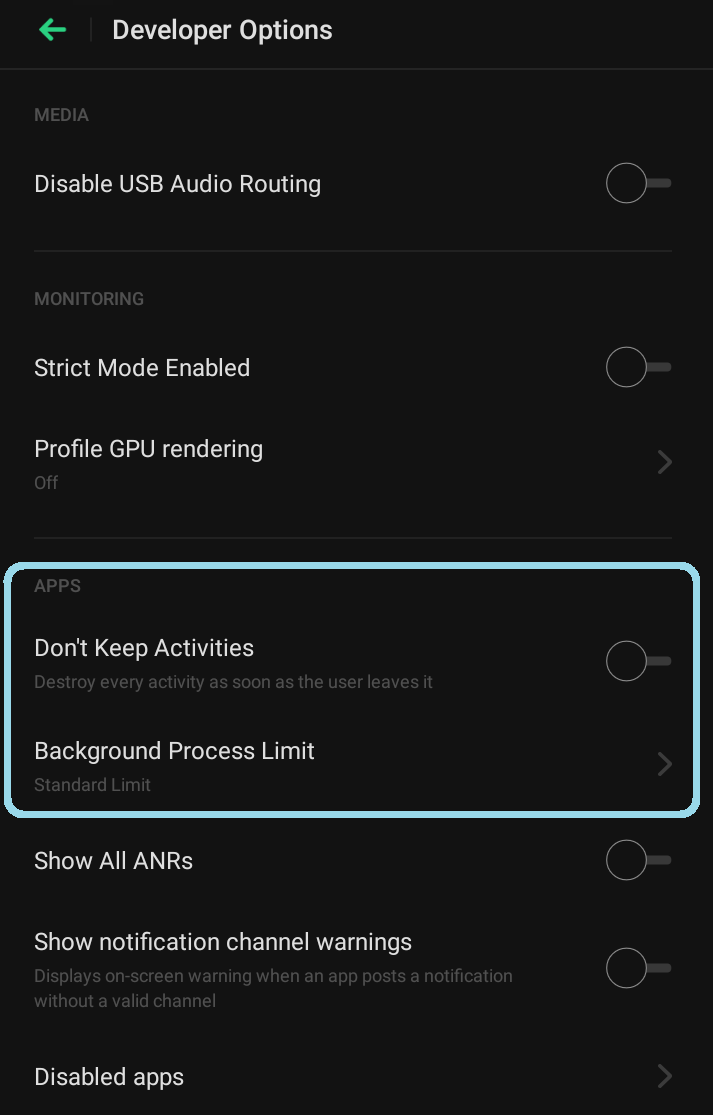 Developer Options
MEDIA
Disable USB Audio Routing
MONITORING
Strict Mode Enabled
Profile GPU rendering
Off
APPS
Don't Keep Activities
Destroy every activity as soon as the user leaves it
Background Process Limit
Standard Limit
Show All ANRs
Show notification channel warnings
Displays on-screen warning when an app posts a notification
without a valid channel
Disabled apps